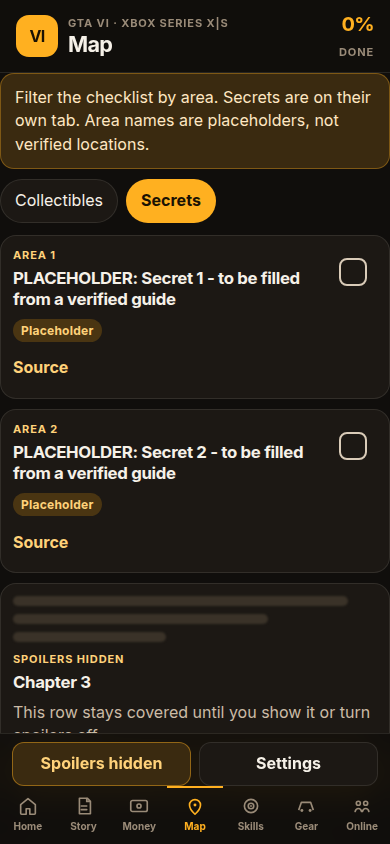 VI
GTA VI · XBOX SERIES X|S
Map
0%
DONE
Filter the checklist by area. Secrets are on their
own tab. Area names are placeholders, not
verified locations.
Collectibles
Secrets
AREA 1
PLACEHOLDER: Secret 1 - to be filled
from a verified guide
Placeholder
Source
AREA 2
PLACEHOLDER: Secret 2 - to be filled
from a verified guide
Placeholder
Source
SPOILERS HIDDEN
Chapter 3
This row stays covered until you show it or turn
spoilers off.
Spoilers hidden
Settings
Home
Story
Money
Map
Skills
Gear
Online